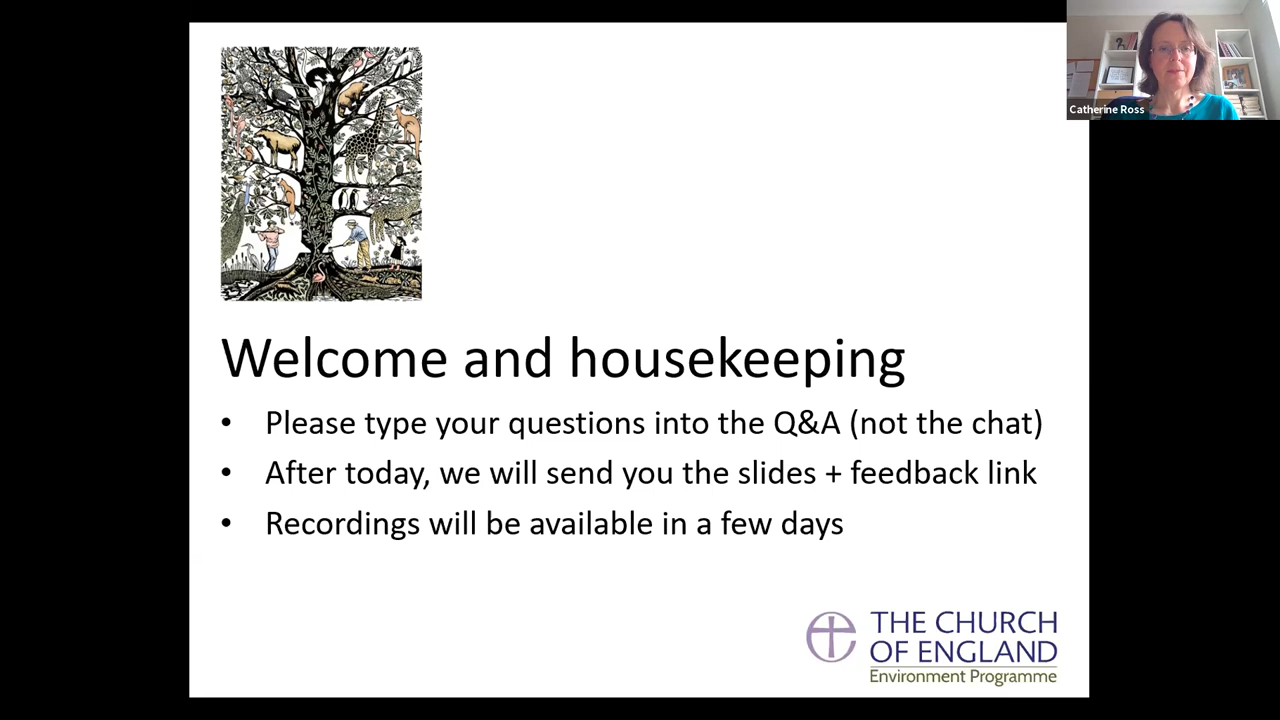 Catherine Ross
Welcome and housekeeping
• Please type your questions into the Q&A (not the chat)
• After today, we will send you the slides + feedback link
• Recordings will be available in a few days
THE CHURCH
OF ENGLAND
Environment Programme